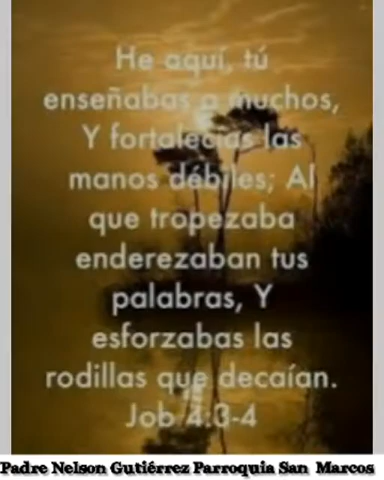 He aquí, tú
enseñabas a muchos,
Y fortalecías las
manos débiles; Al
que tropezaba
enderezaban tus
palabras, Y
esforzabas las
rodillas que decaían.
Job 4:3-4
Padre Nelson Gutiérrez Parroquia San Marcos